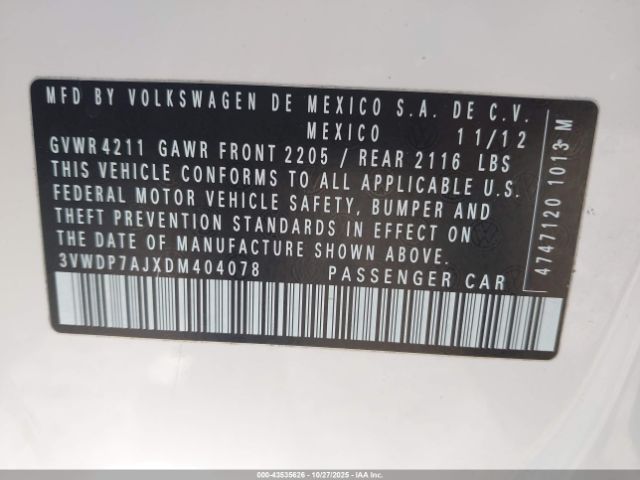 MFD BY VOLKSWAGEN DE MEXICO S.A. DE C.V.
MEXICO 11/12
GVWR 4211 GAWR FRONT 2205 / REAR 2116 LBS
THIS VEHICLE CONFORMS TO ALL APPLICABLE U.S.
FEDERAL MOTOR VEHICLE SAFETY, BUMPER AND
THEFT PREVENTION STANDARDS IN EFFECT ON
THE DATE OF MANUFACTURE SHOWN ABOVE.
3VWDP7AJXDM404078 PASSENGER CAR
4747120 1013 M
000-43535626 - 10/27/2025 - IAAI.CA